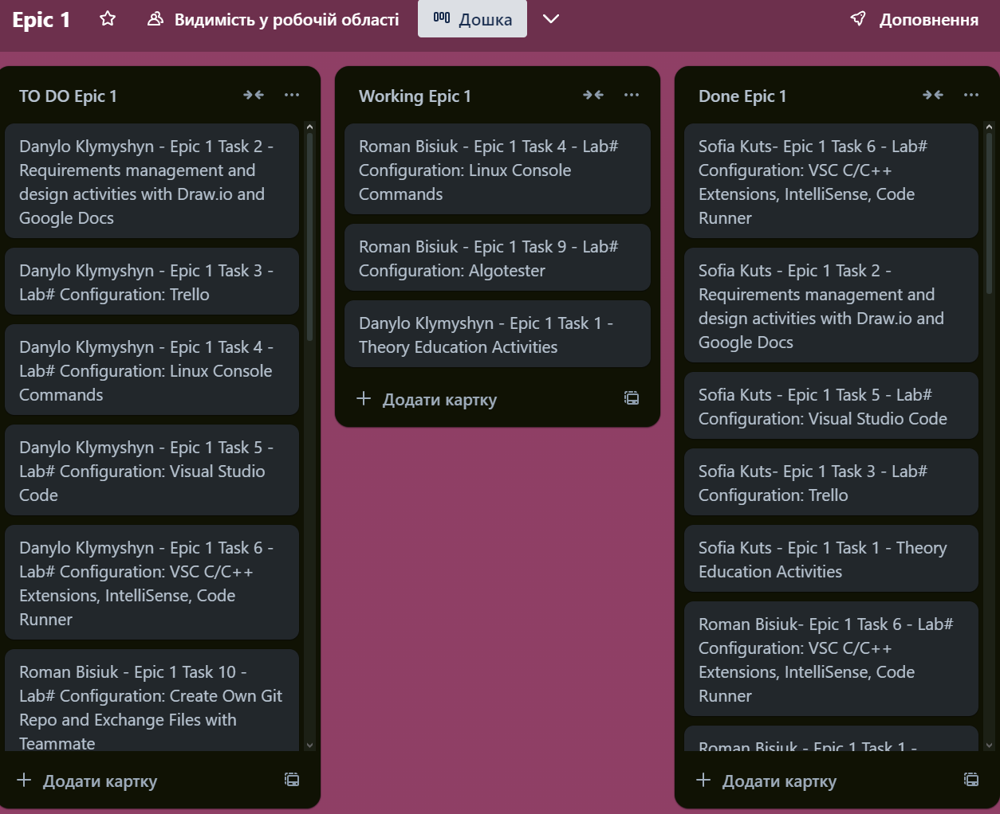 Epic 1
Видимість у робочій області
Дошка
Доповнення
TO DO Epic 1
Danylo Klymyshyn - Epic 1 Task 2 -
Requirements management and
design activities with Draw.io and
Google Docs
Danylo Klymyshyn - Epic 1 Task 3 -
Lab# Configuration: Trello
Danylo Klymyshyn - Epic 1 Task 4 -
Lab# Configuration: Linux Console
Commands
Danylo Klymyshyn - Epic 1 Task 5 -
Lab# Configuration: Visual Studio
Code
Danylo Klymyshyn - Epic 1 Task 6 -
Lab# Configuration: VSC C/C++
Extensions, IntelliSense, Code
Runner
Roman Bisiuk - Epic 1 Task 10 -
Lab# Configuration: Create Own Git
Repo and Exchange Files with
Teammate
Додати картку
Working Epic 1
Roman Bisiuk - Epic 1 Task 4 - Lab#
Configuration: Linux Console
Commands
Roman Bisiuk - Epic 1 Task 9 - Lab#
Configuration: Algotester
Danylo Klymyshyn - Epic 1 Task 1 -
Theory Education Activities
Додати картку
Done Epic 1
Sofia Kuts- Epic 1 Task 6 - Lab#
Configuration: VSC C/C++
Extensions, IntelliSense, Code
Runner
Sofia Kuts - Epic 1 Task 2 -
Requirements management and
design activities with Draw.io and
Google Docs
Sofia Kuts - Epic 1 Task 5 - Lab#
Configuration: Visual Studio Code
Sofia Kuts- Epic 1 Task 3 - Lab#
Configuration: Trello
Sofia Kuts - Epic 1 Task 1 - Theory
Education Activities
Roman Bisiuk- Epic 1 Task 6 - Lab#
Configuration: VSC C/C++
Extensions, IntelliSense, Code
Runner
Roman Bisiuk - Epic 1 Task 1 -
Додати картку